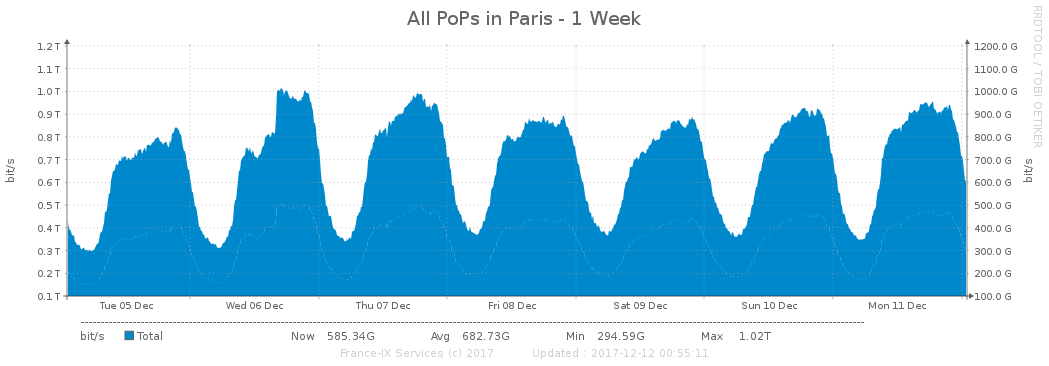 All PoPs in Paris - 1 Week
RRDTOOL / TOBI OETIKER
bit/s
bit/s
1.2 T 1200.0 G
1.1 T 1100.0 G
1.0 T 1000.0 G
0.9 T 900.0 G
0.8 T 800.0 G
0.7 T 700.0 G
0.6 T 600.0 G
0.5 T 500.0 G
0.4 T 400.0 G
0.3 T 300.0 G
0.2 T 200.0 G
0.1 T 100.0 G
Tue 05 Dec Wed 06 Dec Thu 07 Dec Fri 08 Dec Sat 09 Dec Sun 10 Dec Mon 11 Dec
bit/s Total Now 585.34G Avg 682.73G Min 294.59G Max 1.02T
France-IX Services (c) 2017 Updated : 2017-12-12 00:55:11